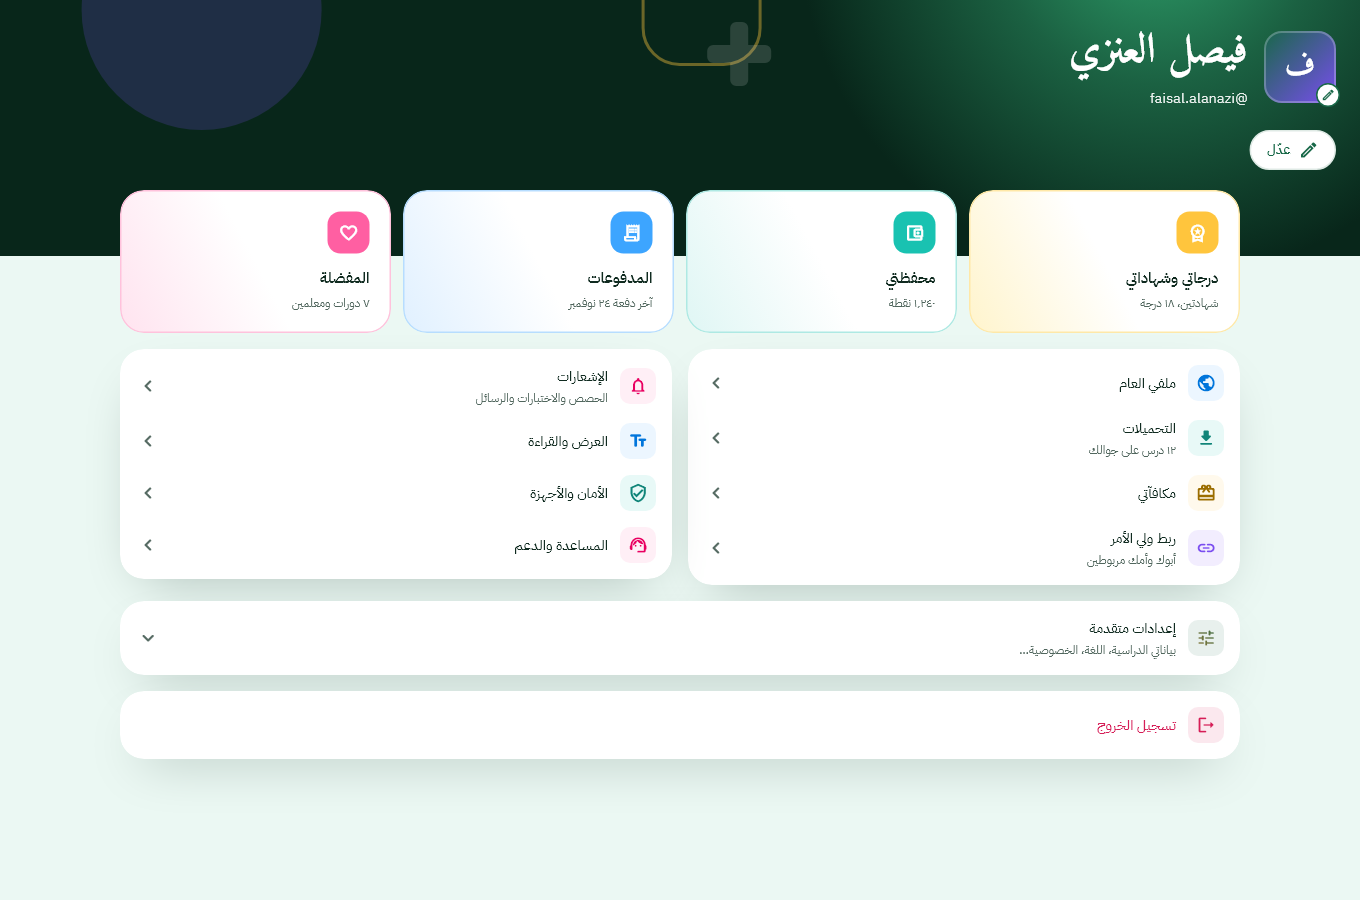 ف
فيصل العنزي
@faisal.alanazi
عدّل
درجاتي وشهاداتي
شهادتين، ١٨ درجة
محفظتي
١٬٢٤٠ نقطة
المدفوعات
آخر دفعة ٢٤ نوفمبر
المفضلة
٧ دورات ومعلمين
ملفي العام
التحميلات
١٢ درس على جوالك
مكافآتي
ربط ولي الأمر
أبوك وأمك مربوطين
الإشعارات
الحصص والاختبارات والرسائل
العرض والقراءة
الأمان والأجهزة
المساعدة والدعم
إعدادات متقدمة
بياناتي الدراسية، اللغة، الخصوصية...
تسجيل الخروج